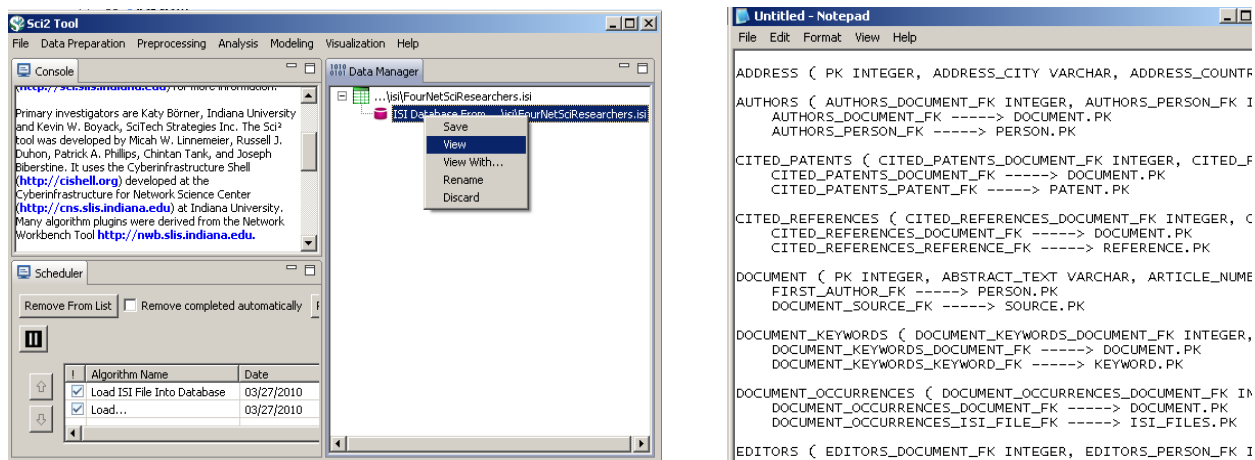 Sci2 Tool
File Data Preparation Preprocessing Analysis Modeling Visualization Help
Console
(http://sci.slis.indiana.edu) for more information.
Primary investigators are Katy Börner, Indiana University
and Kevin W. Boyack, SciTech Strategies Inc. The Sci²
tool was developed by Micah W. Linnemeier, Russell J.
Duhon, Patrick A. Phillips, Chintan Tank, and Joseph
Biberstine. It uses the Cyberinfrastructure Shell
(http://cishell.org) developed at the
Cyberinfrastructure for Network Science Center
(http://cns.slis.indiana.edu) at Indiana University.
Many algorithm plugins were derived from the Network
Workbench Tool http://nwb.slis.indiana.edu.
Scheduler
Remove From List Remove completed automatically
! Algorithm Name Date
Load ISI File Into Database 03/27/2010
Load... 03/27/2010
Data Manager
...\isi\FourNetSciResearchers.isi
ISI Database From ...\isi\FourNetSciResearchers.isi
Save
View
View With...
Rename
Discard
Untitled - Notepad
File Edit Format View Help
ADDRESS ( PK INTEGER, ADDRESS_CITY VARCHAR, ADDRESS_COUNTR
AUTHORS ( AUTHORS_DOCUMENT_FK INTEGER, AUTHORS_PERSON_FK I
AUTHORS_DOCUMENT_FK -----> DOCUMENT.PK
AUTHORS_PERSON_FK -----> PERSON.PK
CITED_PATENTS ( CITED_PATENTS_DOCUMENT_FK INTEGER, CITED_P
CITED_PATENTS_DOCUMENT_FK -----> DOCUMENT.PK
CITED_PATENTS_PATENT_FK -----> PATENT.PK
CITED_REFERENCES ( CITED_REFERENCES_DOCUMENT_FK INTEGER, C
CITED_REFERENCES_DOCUMENT_FK -----> DOCUMENT.PK
CITED_REFERENCES_REFERENCE_FK -----> REFERENCE.PK
DOCUMENT ( PK INTEGER, ABSTRACT_TEXT VARCHAR, ARTICLE_NUMB
FIRST_AUTHOR_FK -----> PERSON.PK
DOCUMENT_SOURCE_FK -----> SOURCE.PK
DOCUMENT_KEYWORDS ( DOCUMENT_KEYWORDS_DOCUMENT_FK INTEGER,
DOCUMENT_KEYWORDS_DOCUMENT_FK -----> DOCUMENT.PK
DOCUMENT_KEYWORDS_KEYWORD_FK -----> KEYWORD.PK
DOCUMENT_OCCURRENCES ( DOCUMENT_OCCURRENCES_DOCUMENT_FK IN
DOCUMENT_OCCURRENCES_DOCUMENT_FK -----> DOCUMENT.PK
DOCUMENT_OCCURRENCES_ISI_FILE_FK -----> ISI_FILES.PK
EDITORS ( EDITORS_DOCUMENT_FK INTEGER, EDITORS_PERSON_FK I